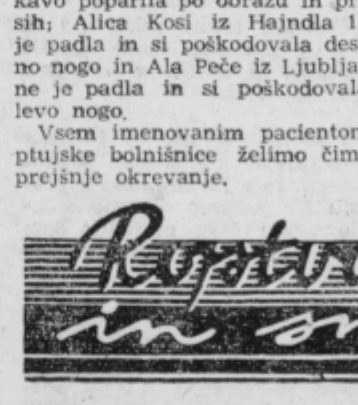 kavo poparila po obrazu in pr
sih; Alica Kosi iz Hajndla 1
je padla in si poškodovala des
no nogo in Ala Peče iz Ljublja
ne je padla in si poškodoval
levo nogo.
Vsem imenovanim pacienton
ptujske bolnišnice želimo čim
prejšnje okrevanje.
in